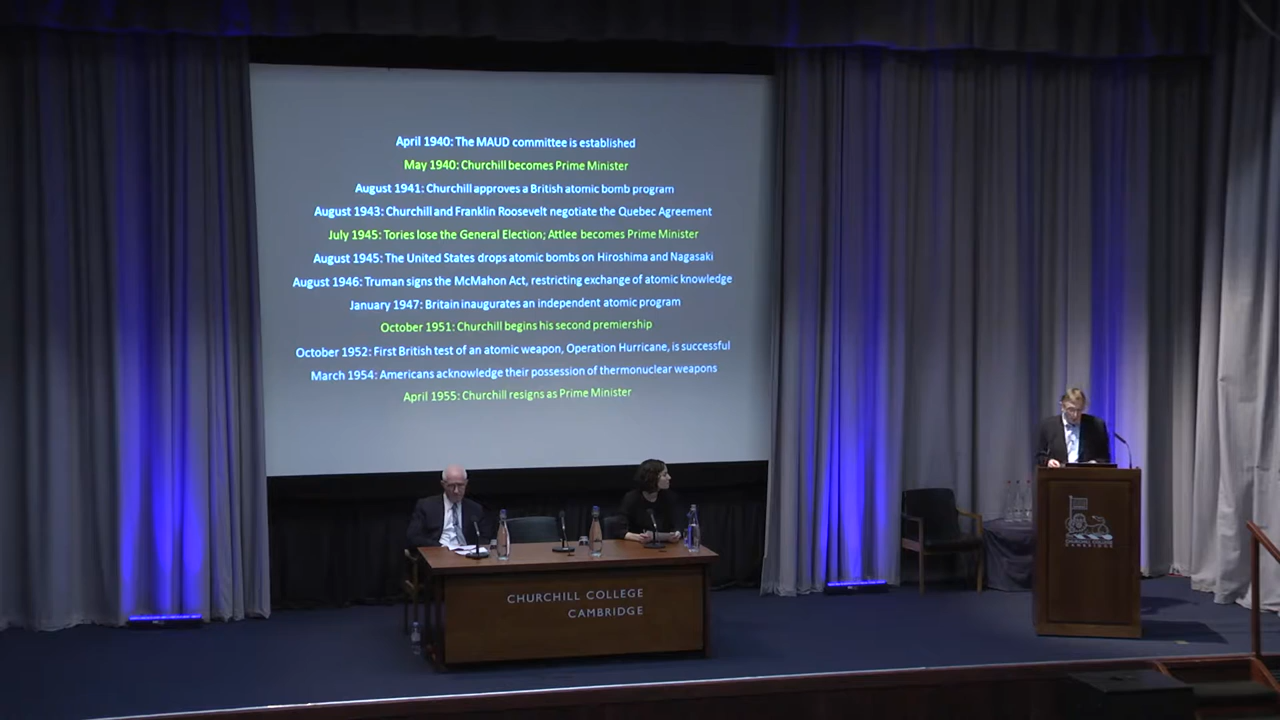 April 1940: The MAUD committee is established
May 1940: Churchill becomes Prime Minister
August 1941: Churchill approves a British atomic bomb program
August 1943: Churchill and Franklin Roosevelt negotiate the Quebec Agreement
July 1945: Tories lose the General Election; Attlee becomes Prime Minister
August 1945: The United States drops atomic bombs on Hiroshima and Nagasaki
August 1946: Truman signs the McMahon Act, restricting exchange of atomic knowledge
January 1947: Britain inaugurates an independent atomic program
October 1951: Churchill begins his second premiership
October 1952: First British test of an atomic weapon, Operation Hurricane, is successful
March 1954: Americans acknowledge their possession of thermonuclear weapons
April 1955: Churchill resigns as Prime Minister
CHURCHILL COLLEGE
CAMBRIDGE
CHURCHILL COLLEGE
CAMBRIDGE